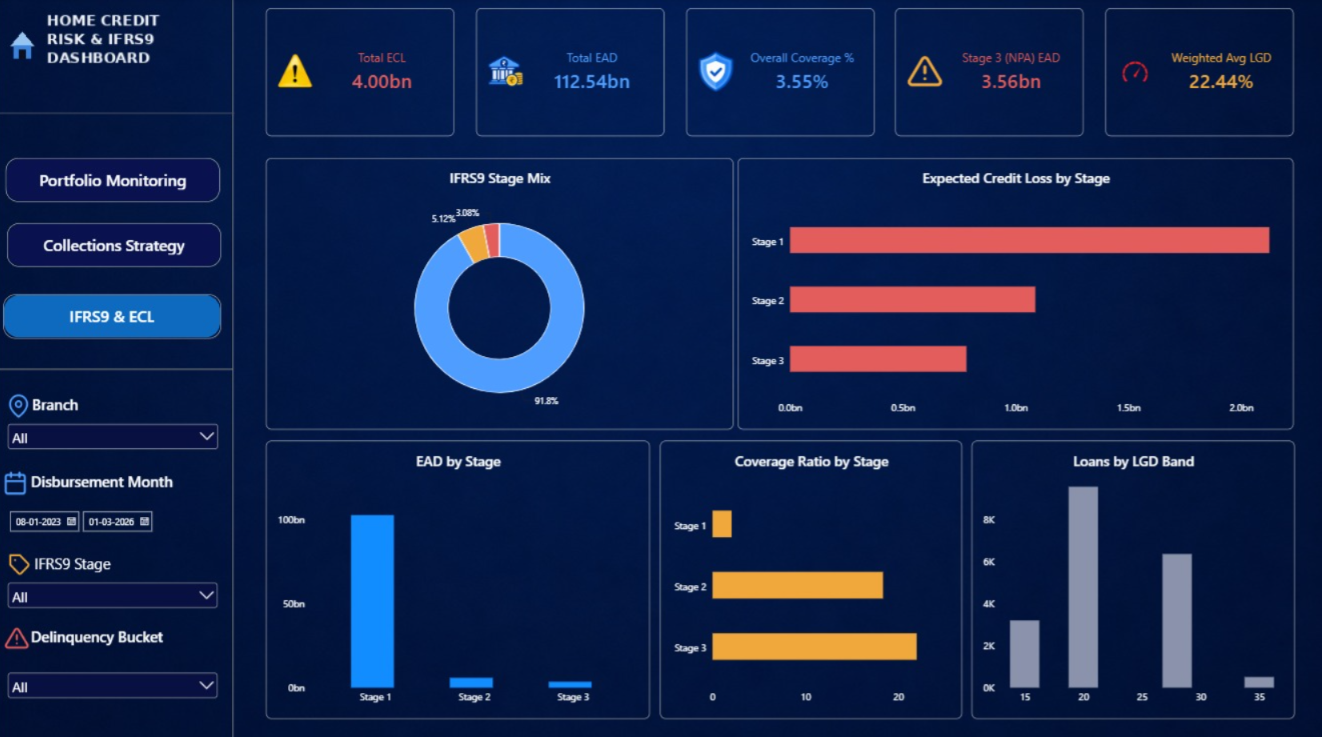 HOME CREDIT
RISK & IFRS9
DASHBOARD
Total ECL
4.00bn
Total EAD
112.54bn
Overall Coverage %
3.55%
Stage 3 (NPA) EAD
3.56bn
Weighted Avg LGD
22.44%
Portfolio Monitoring
Collections Strategy
IFRS9 & ECL
Branch
All
Disbursement Month
08-01-2023
01-03-2026
IFRS9 Stage
All
Delinquency Bucket
All
IFRS9 Stage Mix
5.12%
3.08%
91.8%
Expected Credit Loss by Stage
Stage 1
Stage 2
Stage 3
0.0bn 0.5bn 1.0bn 1.5bn 2.0bn
EAD by Stage
100bn
50bn
0bn
Stage 1 Stage 2 Stage 3
Coverage Ratio by Stage
Stage 1
Stage 2
Stage 3
0 10 20
Loans by LGD Band
8K
6K
4K
2K
0K
15 20 25 30 35